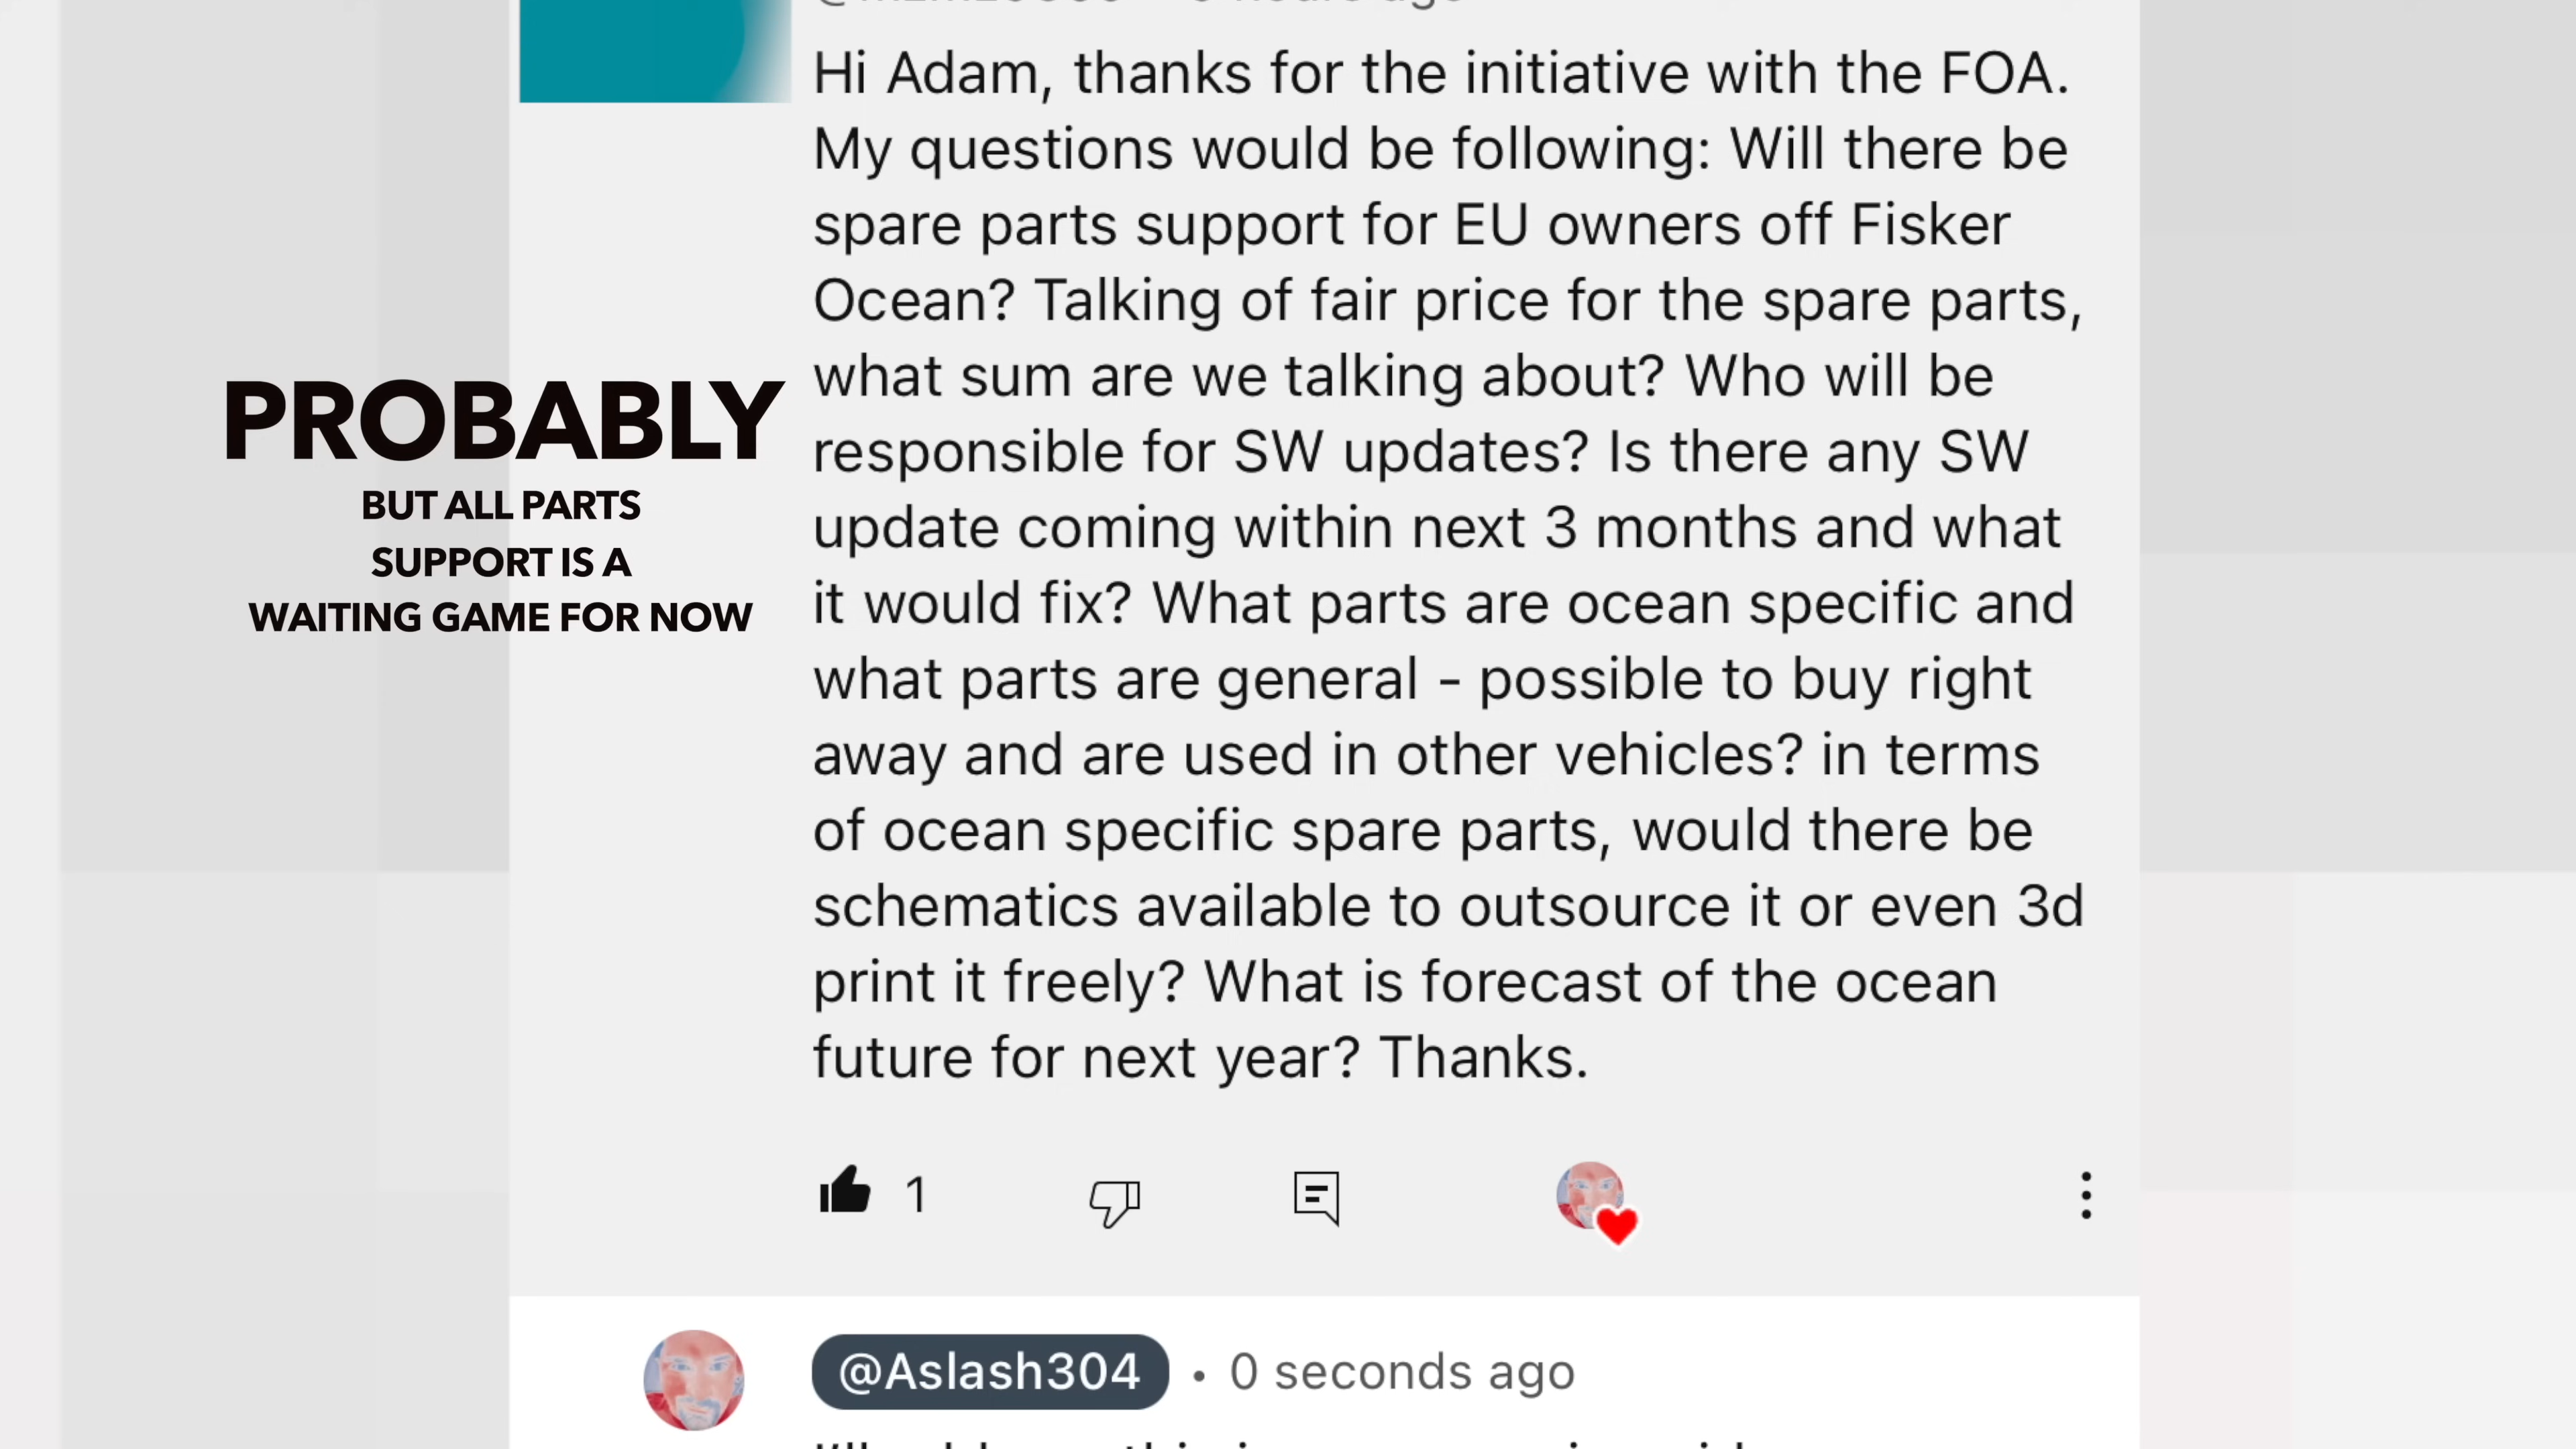 Hi Adam, thanks for the initiative with the FOA.
My questions would be following: Will there be
spare parts support for EU owners off Fisker
Ocean? Talking of fair price for the spare parts,
what sum are we talking about? Who will be
responsible for SW updates? Is there any SW
update coming within next 3 months and what
it would fix? What parts are ocean specific and
what parts are general - possible to buy right
away and are used in other vehicles? in terms
of ocean specific spare parts, would there be
schematics available to outsource it or even 3d
print it freely? What is forecast of the ocean
future for next year? Thanks.
PROBABLY
BUT ALL PARTS
SUPPORT IS A
WAITING GAME FOR NOW
1
@Aslash304 • 0 seconds ago